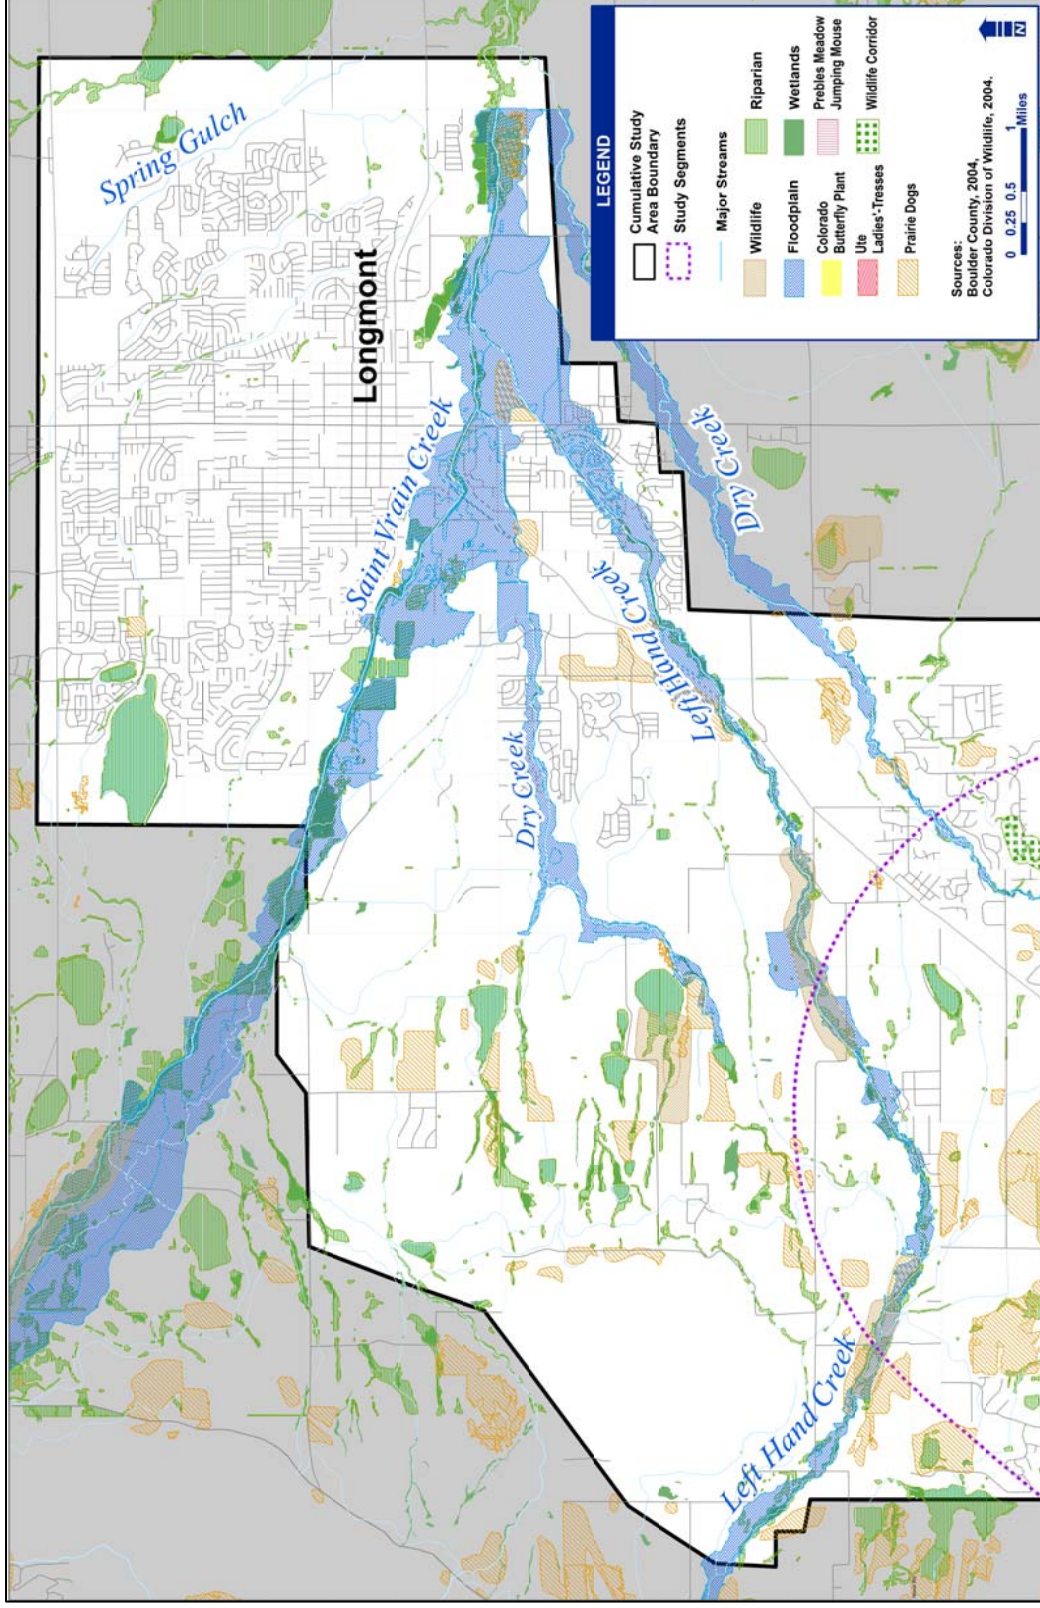 Spring Gulch
Longmont
Saint Vrain Creek
Dry Creek
Left Hand Creek
Dry Creek
Left Hand Creek
LEGEND
Cumulative Study
Area Boundary
Study Segments
Major Streams
Wildlife
Floodplain
Colorado
Butterfly Plant
Ute
Ladies'-Tresses
Prairie Dogs
Riparian
Wetlands
Prebles Meadow
Jumping Mouse
Wildlife Corridor
Sources:
Boulder County, 2004,
Colorado Division of Wildlife, 2004.
0 0.25 0.5 1
Miles
N